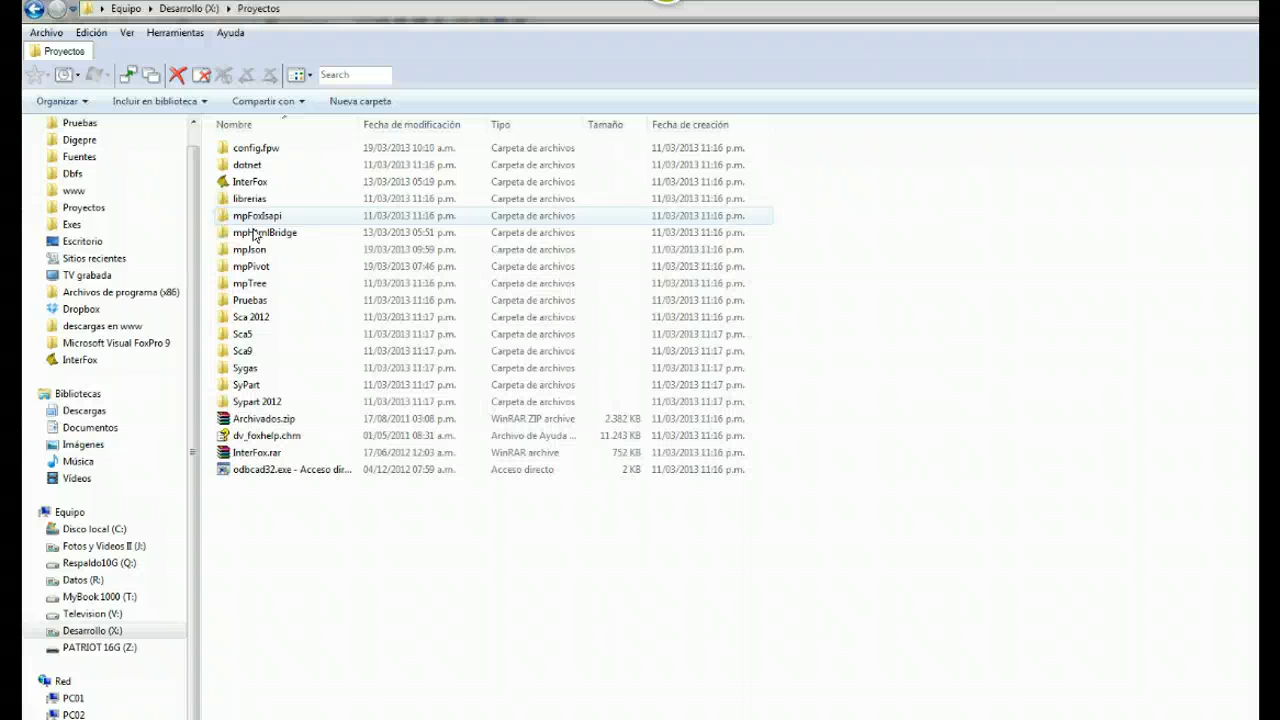 Equipo ▸ Desarrollo (X:) ▸ Proyectos
Archivo Edición Ver Herramientas Ayuda
Proyectos
Search
Organizar Incluir en biblioteca Compartir con Nueva carpeta
Pruebas
Digepre
Fuentes
Dbfs
www
Proyectos
Exes
Escritorio
Sitios recientes
TV grabada
Archivos de programa (x86)
Dropbox
descargas en www
Microsoft Visual FoxPro 9
InterFox
Bibliotecas
Descargas
Documentos
Imágenes
Música
Vídeos
Equipo
Disco local (C:)
Fotos y Videos II (J:)
Respaldo10G (Q:)
Datos (R:)
MyBook 1000 (T:)
Television (V:)
Desarrollo (X:)
PATRIOT 16G (Z:)
Red
PC01
PC02
Nombre Fecha de modificación Tipo Tamaño Fecha de creación
config.fpw 19/03/2013 10:10 a.m. Carpeta de archivos 11/03/2013 11:16 p.m.
dotnet 11/03/2013 11:16 p.m. Carpeta de archivos 11/03/2013 11:16 p.m.
InterFox 13/03/2013 05:19 p.m. Carpeta de archivos 11/03/2013 11:16 p.m.
librerias 11/03/2013 11:16 p.m. Carpeta de archivos 11/03/2013 11:16 p.m.
mpFoxIsapi 11/03/2013 11:16 p.m. Carpeta de archivos 11/03/2013 11:16 p.m.
mpHtmlBridge 13/03/2013 05:51 p.m. Carpeta de archivos 11/03/2013 11:16 p.m.
mpJson 19/03/2013 09:59 p.m. Carpeta de archivos 11/03/2013 11:16 p.m.
mpPivot 19/03/2013 07:46 p.m. Carpeta de archivos 11/03/2013 11:16 p.m.
mpTree 11/03/2013 11:16 p.m. Carpeta de archivos 11/03/2013 11:16 p.m.
Pruebas 11/03/2013 11:16 p.m. Carpeta de archivos 11/03/2013 11:16 p.m.
Sca 2012 11/03/2013 11:17 p.m. Carpeta de archivos 11/03/2013 11:16 p.m.
Sca5 11/03/2013 11:17 p.m. Carpeta de archivos 11/03/2013 11:17 p.m.
Sca9 11/03/2013 11:17 p.m. Carpeta de archivos 11/03/2013 11:17 p.m.
Sygas 11/03/2013 11:17 p.m. Carpeta de archivos 11/03/2013 11:17 p.m.
SyPart 11/03/2013 11:17 p.m. Carpeta de archivos 11/03/2013 11:17 p.m.
Sypart 2012 11/03/2013 11:17 p.m. Carpeta de archivos 11/03/2013 11:17 p.m.
Archivados.zip 17/08/2011 03:08 p.m. WinRAR ZIP archive 2.382 KB 11/03/2013 11:16 p.m.
dv_foxhelp.chm 01/05/2011 08:31 a.m. Archivo de Ayuda ... 11.243 KB 11/03/2013 11:16 p.m.
InterFox.rar 17/06/2012 12:03 a.m. WinRAR archive 752 KB 11/03/2013 11:16 p.m.
odbcad32.exe - Acceso dir... 04/12/2012 07:59 a.m. Acceso directo 2 KB 11/03/2013 11:16 p.m.